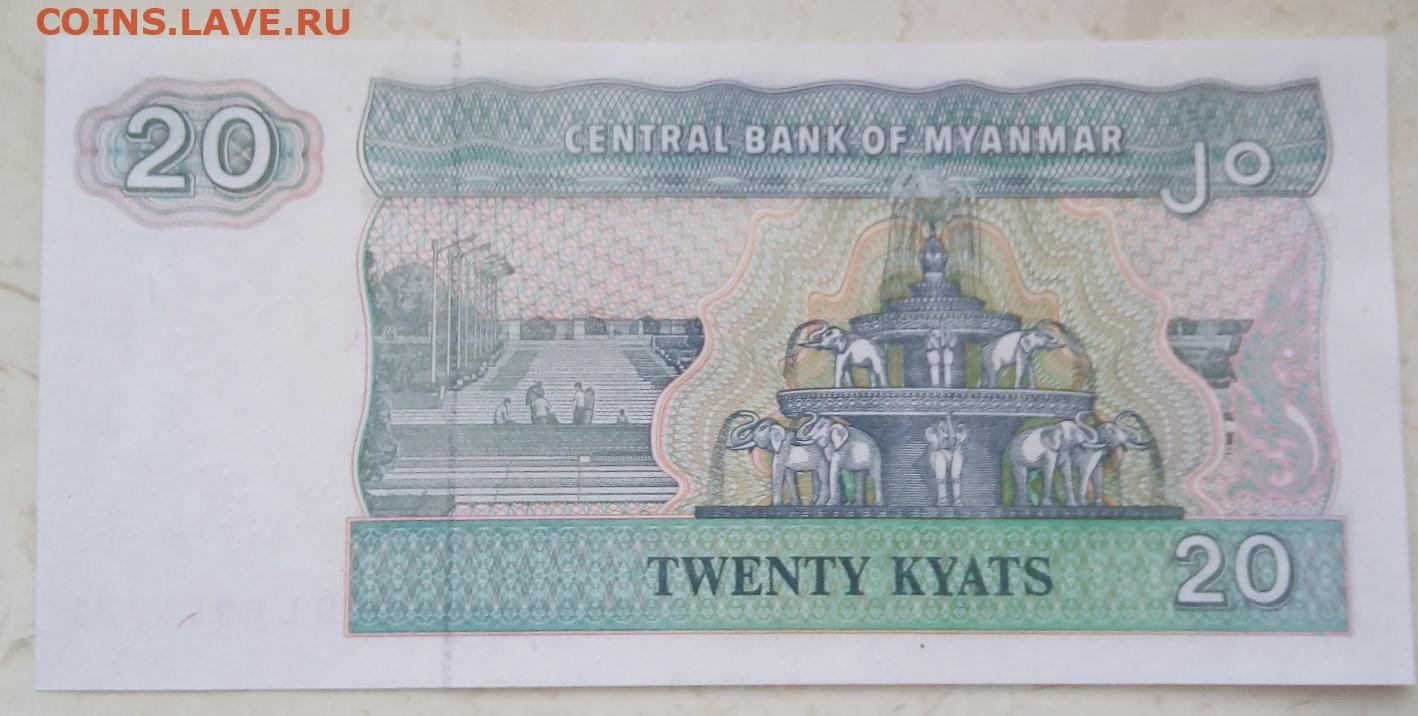 COINS.LAVE.RU
20
CENTRAL BANK OF MYANMAR
၂၀
TWENTY KYATS
20